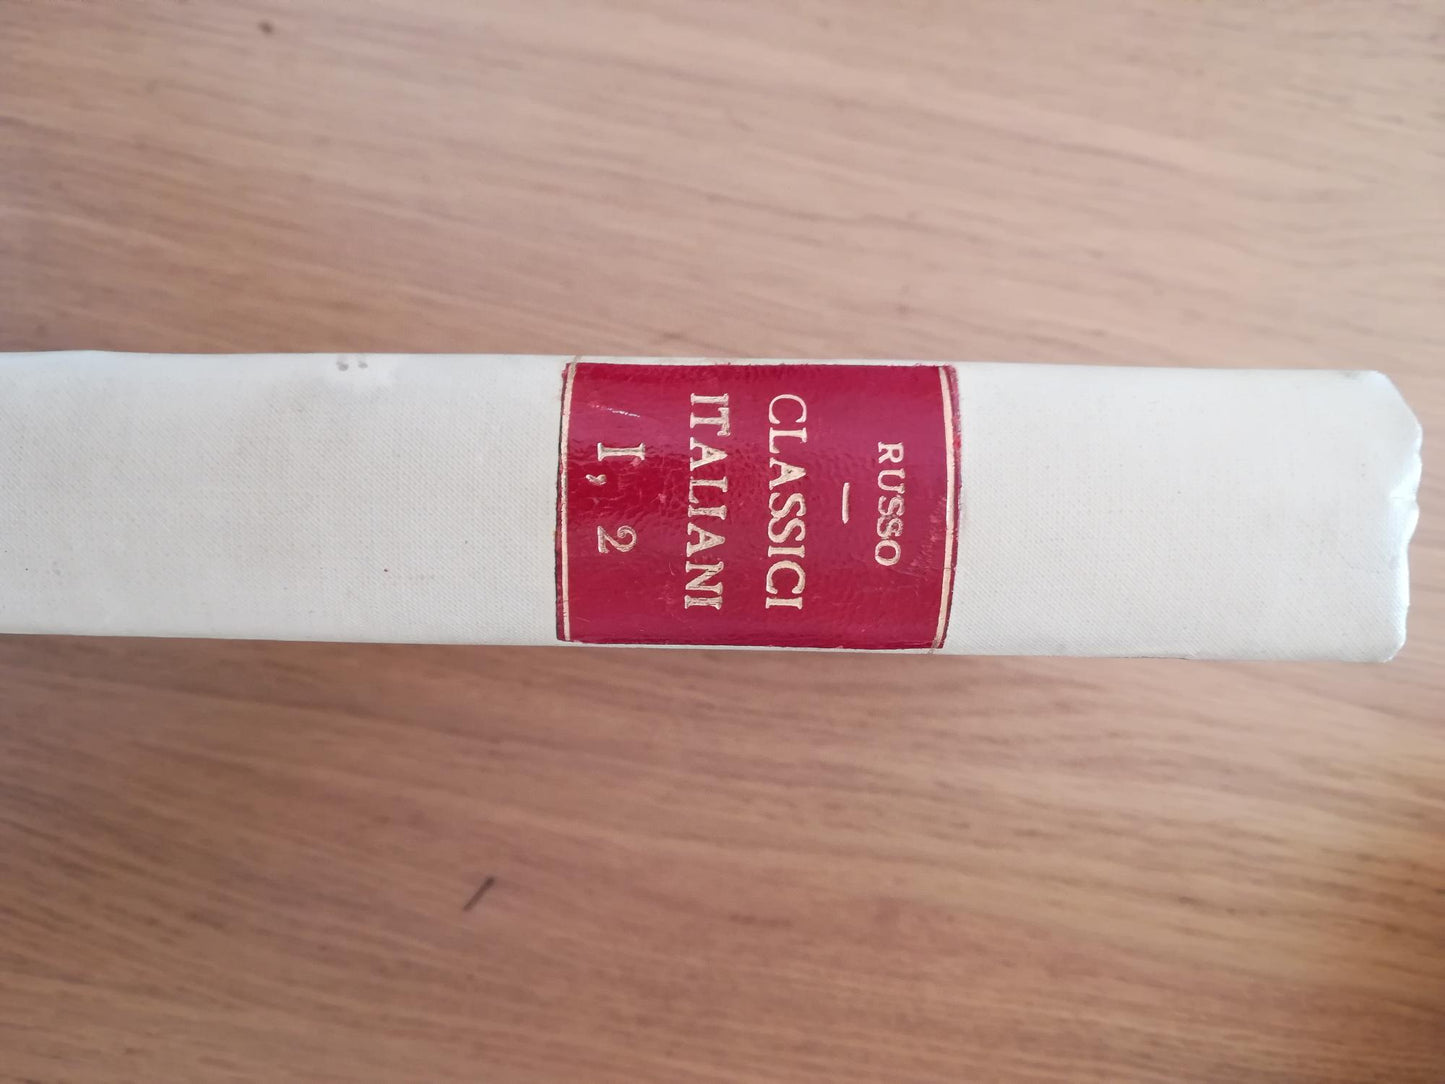 RUSSO
CLASSICI
ITALIANI
I, 2